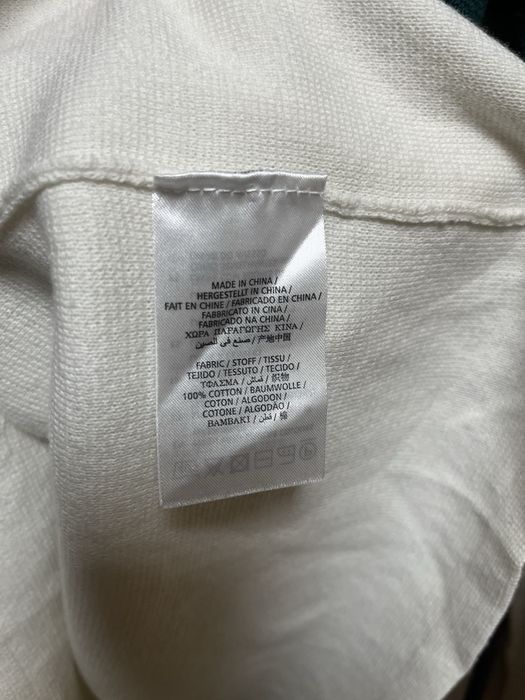 MADE IN CHINA /
HERGESTELLT IN CHINA /
FAIT EN CHINE / FABRICADO EN CHINA /
FABBRICATO IN CINA /
FABRICADO NA CHINA /
ΧΩΡΑ ΠΑΡΑΓΩΓΗΣ ΚΙΝΑ /
صنع في الصين / 产地中国
FABRIC / STOFF / TISSU /
TEJIDO / TESSUTO / TECIDO /
ΥΦΑΣΜΑ / قماش / 织物
100% COTTON / BAUMWOLLE /
COTON / ALGODON /
COTONE / ALGODÃO /
ΒΑΜΒΑΚΙ / قطن / 棉